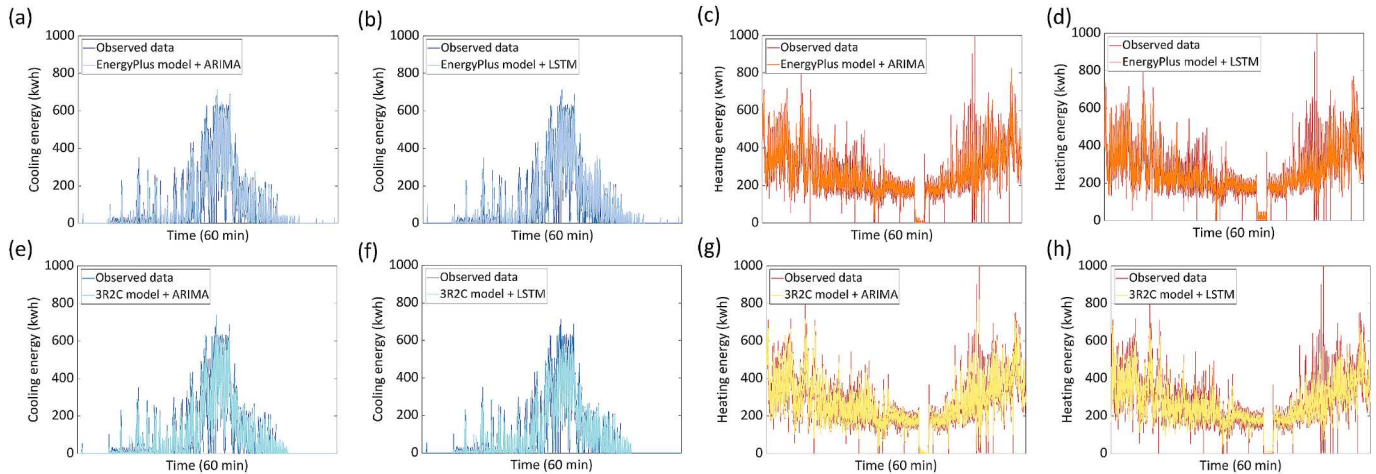 (a)
1000
800
600
400
200
0
Cooling energy (kwh)
Observed data
EnergyPlus model + ARIMA
Time (60 min)
(b)
1000
800
600
400
200
0
Cooling energy (kwh)
Observed data
EnergyPlus model + LSTM
Time (60 min)
(c)
1000
800
600
400
200
0
Heating energy (kwh)
Observed data
EnergyPlus model + ARIMA
Time (60 min)
(d)
1000
800
600
400
200
0
Heating energy (kwh)
Observed data
EnergyPlus model + LSTM
Time (60 min)
(e)
1000
800
600
400
200
0
Cooling energy (kwh)
Observed data
3R2C model + ARIMA
Time (60 min)
(f)
1000
800
600
400
200
0
Cooling energy (kwh)
Observed data
3R2C model + LSTM
Time (60 min)
(g)
1000
800
600
400
200
0
Heating energy (kwh)
Observed data
3R2C model + ARIMA
Time (60 min)
(h)
1000
800
600
400
200
0
Heating energy (kwh)
Observed data
3R2C model + LSTM
Time (60 min)